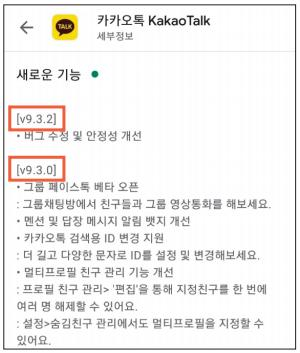 TALK
카카오톡 KakaoTalk
세부정보
새로운 기능
[v9.3.2]
• 버그 수정 및 안정성 개선
[v9.3.0]
• 그룹 페이스톡 베타 오픈
: 그룹채팅방에서 친구들과 그룹 영상통화를 해보세요.
• 멘션 및 답장 메시지 알림 뱃지 개선
• 카카오톡 검색용 ID 변경 지원
: 더 길고 다양한 문자로 ID를 설정 및 변경해보세요.
• 멀티프로필 친구 관리 기능 개선
: 프로필 친구 관리> '편집'을 통해 지정친구를 한 번에
여러 명 해제할 수 있어요.
: 설정>숨김친구 관리에서도 멀티프로필을 지정할 수
있어요.